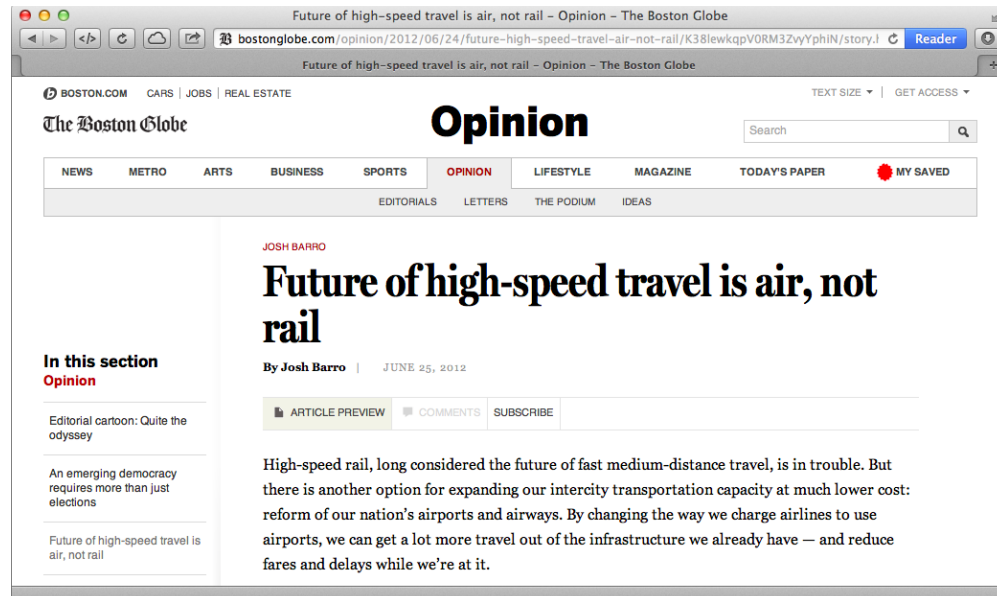 Future of high-speed travel is air, not rail – Opinion – The Boston Globe
bostonglobe.com/opinion/2012/06/24/future-high-speed-travel-air-not-rail/K38lewkqpV0RM3ZvyYphiN/story.h
Reader
Future of high-speed travel is air, not rail – Opinion – The Boston Globe
BOSTON.COM CARS | JOBS | REAL ESTATE
TEXT SIZE | GET ACCESS
The Boston Globe
Opinion
Search
NEWS METRO ARTS BUSINESS SPORTS OPINION LIFESTYLE MAGAZINE TODAY'S PAPER MY SAVED
EDITORIALS LETTERS THE PODIUM IDEAS
JOSH BARRO
Future of high-speed travel is air, not
rail
By Josh Barro | JUNE 25, 2012
ARTICLE PREVIEW COMMENTS SUBSCRIBE
High-speed rail, long considered the future of fast medium-distance travel, is in trouble. But
there is another option for expanding our intercity transportation capacity at much lower cost:
reform of our nation's airports and airways. By changing the way we charge airlines to use
airports, we can get a lot more travel out of the infrastructure we already have — and reduce
fares and delays while we're at it.
In this section
Opinion
Editorial cartoon: Quite the
odyssey
An emerging democracy
requires more than just
elections
Future of high-speed travel is
air, not rail